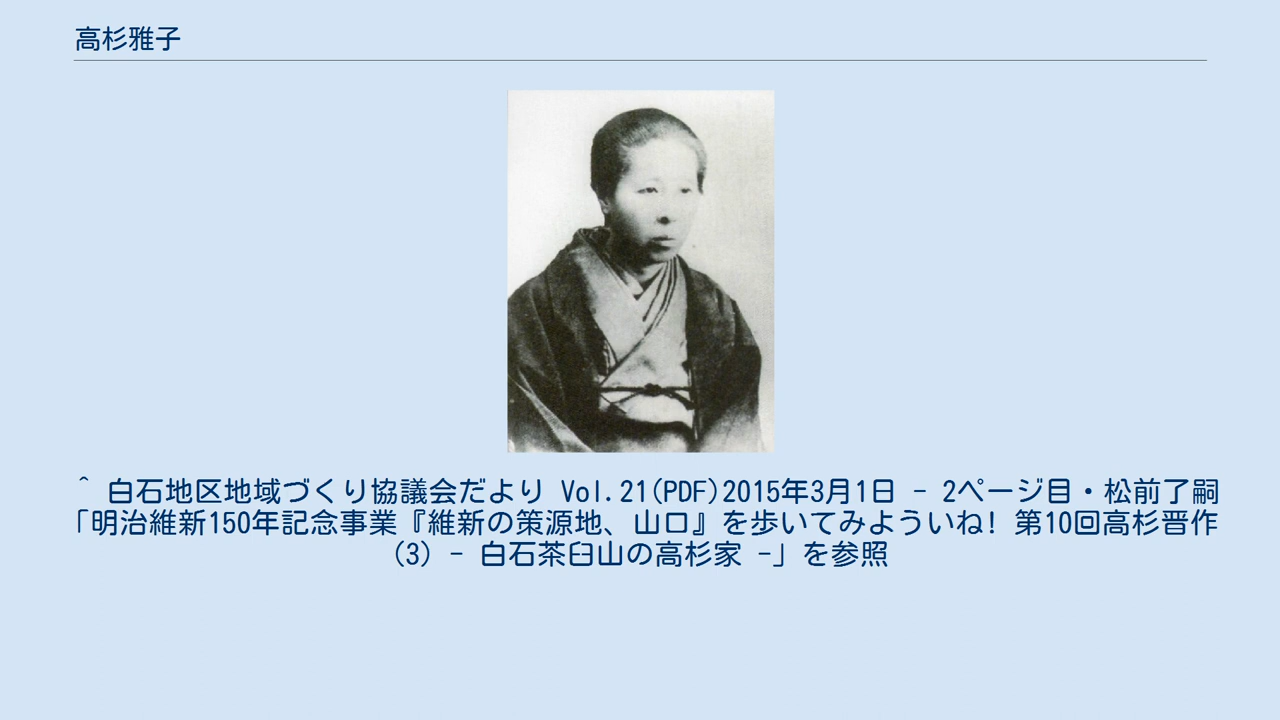 高杉雅子
^ 白石地区地域づくり協議会だより Vol.21(PDF)2015年3月1日 - 2ページ目・松前了嗣
「明治維新150年記念事業『維新の策源地、山口』を歩いてみよういね! 第10回高杉晋作
(3) - 白石茶臼山の高杉家 -」を参照